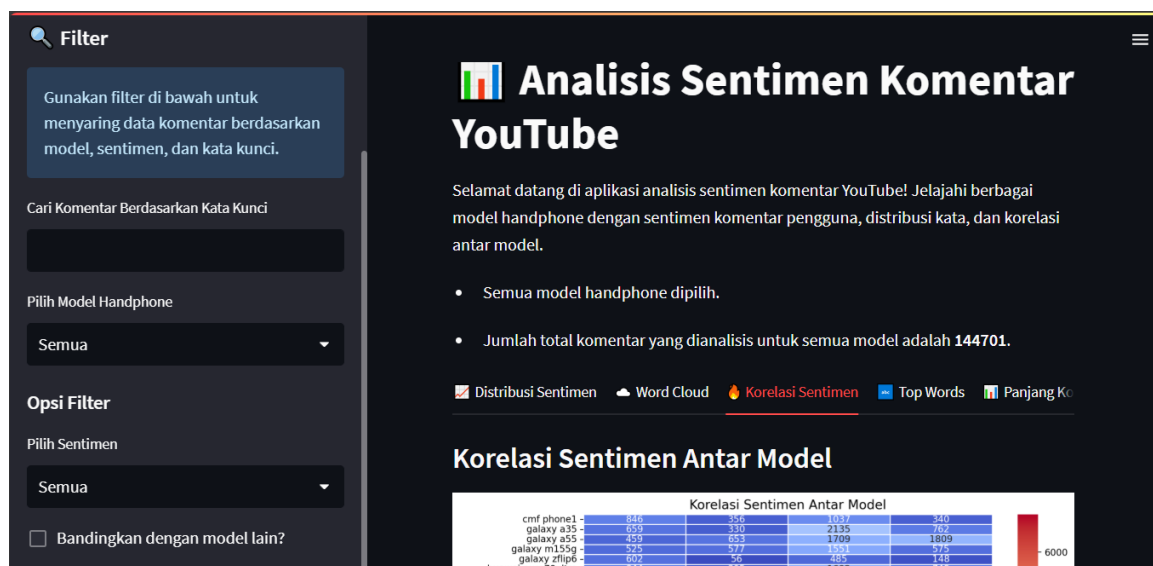 Filter
Gunakan filter di bawah untuk
menyaring data komentar berdasarkan
model, sentimen, dan kata kunci.
Cari Komentar Berdasarkan Kata Kunci
Pilih Model Handphone
Semua
Opsi Filter
Pilih Sentimen
Semua
Bandingkan dengan model lain?
Analisis Sentimen Komentar
YouTube
Selamat datang di aplikasi analisis sentimen komentar YouTube! Jelajahi berbagai
model handphone dengan sentimen komentar pengguna, distribusi kata, dan korelasi
antar model.
Semua model handphone dipilih.
Jumlah total komentar yang dianalisis untuk semua model adalah 144701.
Distribusi Sentimen Word Cloud Korelasi Sentimen Top Words Panjang Ko
Korelasi Sentimen Antar Model
Korelasi Sentimen Antar Model
cmf phone1 846 356 1037 340
galaxy a35 659 330 2135 762
galaxy a55 459 653 1709 1809
galaxy m155g 525 577 1551 575
galaxy zflip6 602 56 485 148
6000